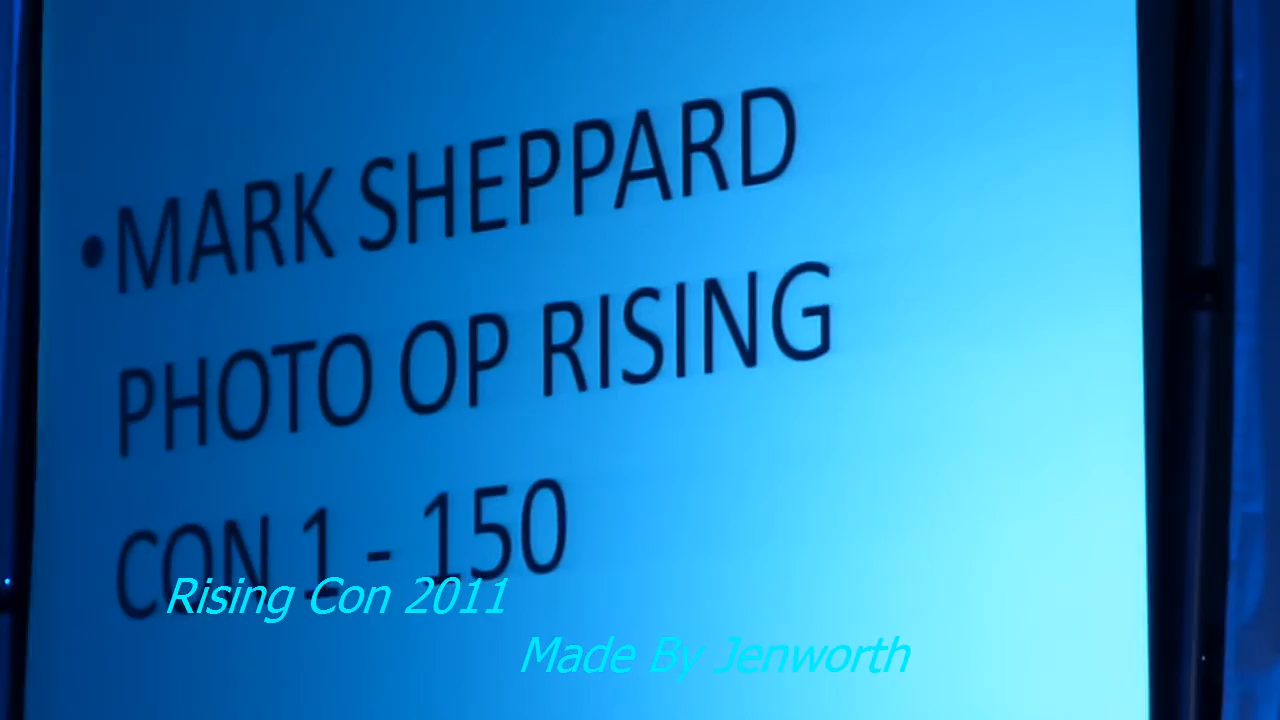 •MARK SHEPPARD
PHOTO OP RISING
CON 1 - 150
Rising Con 2011
Made By Jenworth